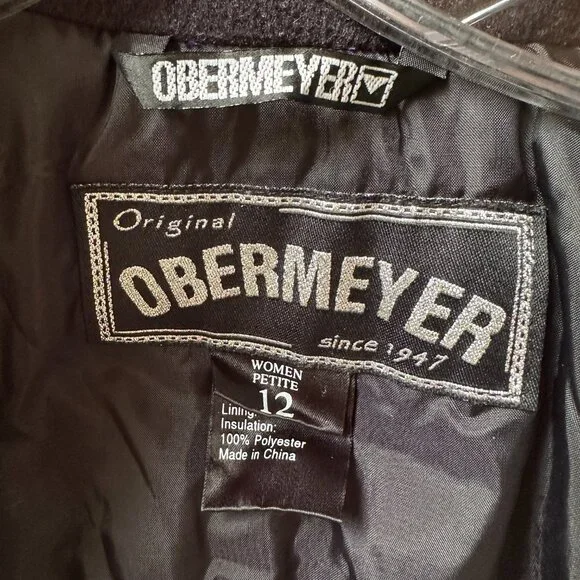 OBERMEYER
Original
OBERMEYER
since 1947
WOMEN
PETITE
12
Lining:
Insulation:
100% Polyester
Made in China